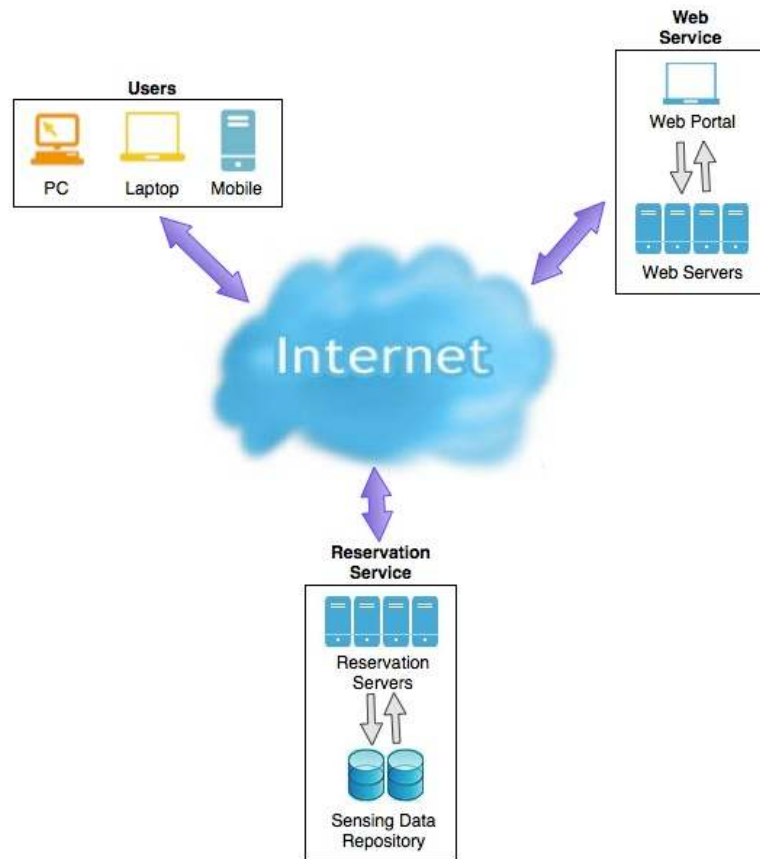 Web
Service
Web Portal
Web Servers
Users
PC
Laptop
Mobile
Internet
Reservation
Service
Reservation
Servers
Sensing Data
Repository